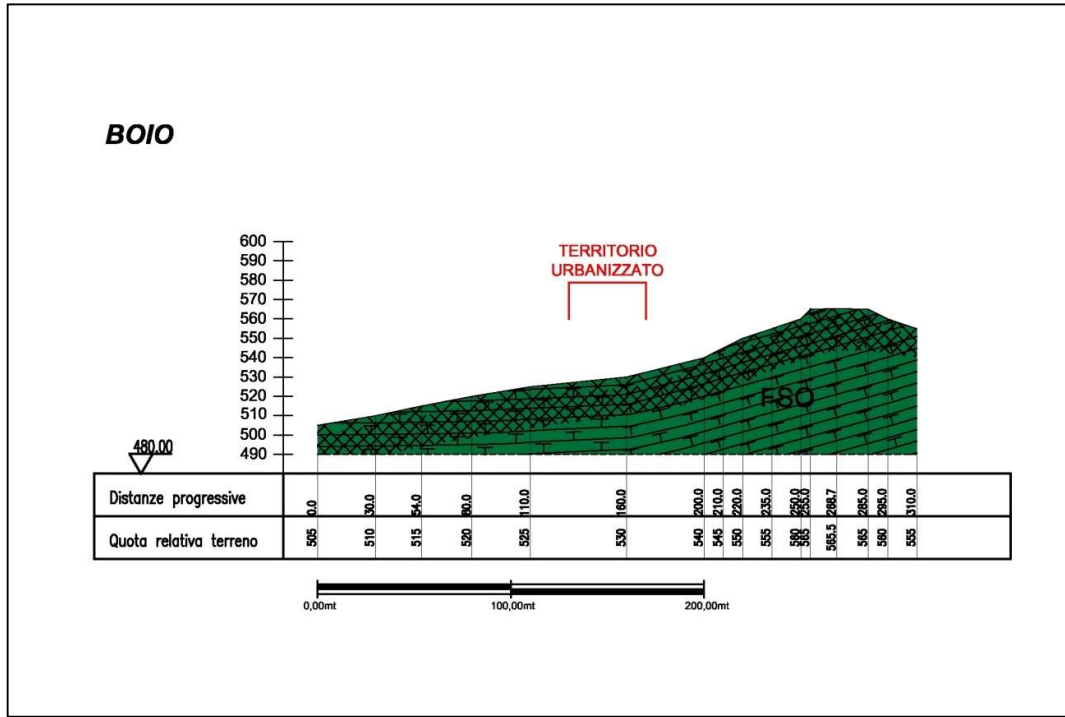 BOIO
600
590
580
570
560
550
540
530
520
510
500
490
TERRITORIO
URBANIZZATO
FSO
480.00
Distanze progressive 0.0 30.0 54.0 80.0 110.0 160.0 200.0 210.0 220.0 235.0 250.0 255.0 268.7 285.0 295.0 310.0
Quota relativa terreno 505 510 515 520 525 530 540 545 550 555 560 565 565.5 565 560 555
0,00mt 100,00mt 200,00mt